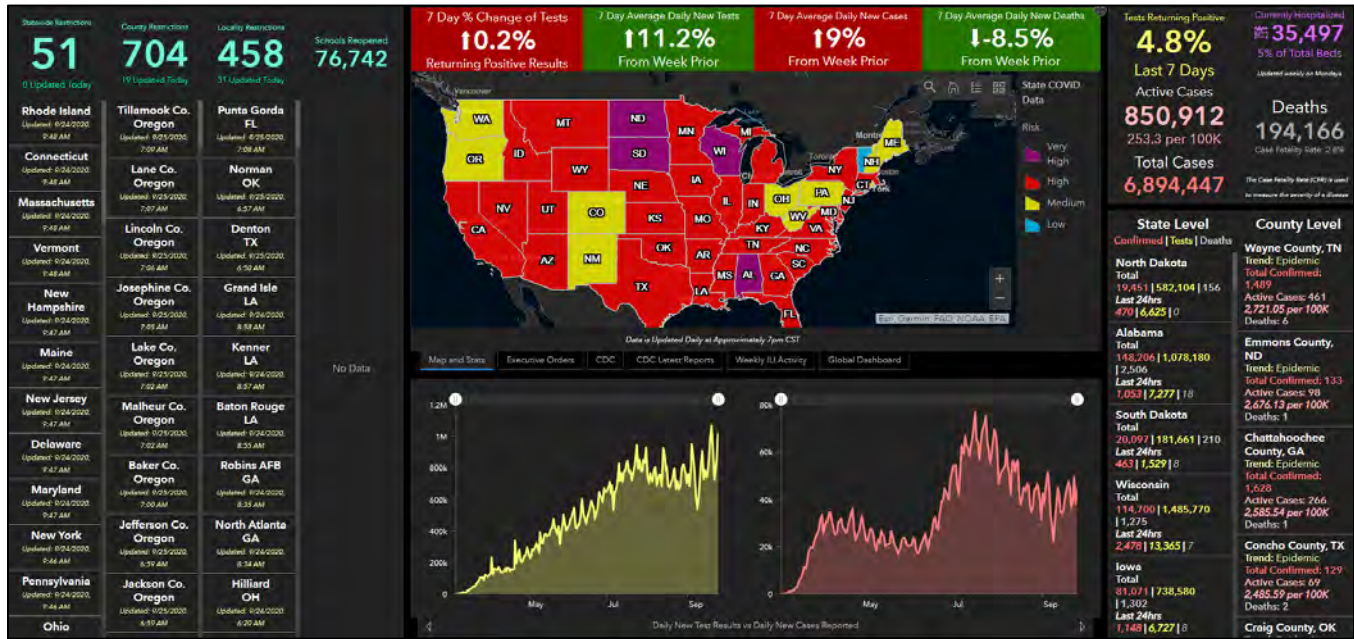 Statewide Restrictions
51
0 Updated Today
Rhode Island
Updated: 9/24/2020,
9:48 AM
Connecticut
Updated: 9/24/2020,
9:48 AM
Massachusetts
Updated: 9/24/2020,
9:48 AM
Vermont
Updated: 9/24/2020,
9:48 AM
New
Hampshire
Updated: 9/24/2020,
9:47 AM
Maine
Updated: 9/24/2020,
9:47 AM
New Jersey
Updated: 9/24/2020,
9:47 AM
Delaware
Updated: 9/24/2020,
9:47 AM
Maryland
Updated: 9/24/2020,
9:47 AM
New York
Updated: 9/24/2020,
9:46 AM
Pennsylvania
Updated: 9/24/2020,
9:46 AM
Ohio
County Restrictions
704
19 Updated Today
Tillamook Co.
Oregon
Updated: 9/25/2020,
7:09 AM
Lane Co.
Oregon
Updated: 9/25/2020,
7:07 AM
Lincoln Co.
Oregon
Updated: 9/25/2020,
7:06 AM
Josephine Co.
Oregon
Updated: 9/25/2020,
7:05 AM
Lake Co.
Oregon
Updated: 9/25/2020,
7:02 AM
Malheur Co.
Oregon
Updated: 9/25/2020,
7:02 AM
Baker Co.
Oregon
Updated: 9/25/2020,
7:00 AM
Jefferson Co.
Oregon
Updated: 9/25/2020,
6:59 AM
Jackson Co.
Oregon
Updated: 9/25/2020,
6:59 AM
Locality Restrictions
458
31 Updated Today
Punta Gorda
FL
Updated: 9/25/2020,
7:08 AM
Norman
OK
Updated: 9/25/2020,
6:57 AM
Denton
TX
Updated: 9/25/2020,
6:50 AM
Grand Isle
LA
Updated: 9/24/2020,
8:58 AM
Kenner
LA
Updated: 9/24/2020,
8:57 AM
Baton Rouge
LA
Updated: 9/24/2020,
8:55 AM
Robins AFB
GA
Updated: 9/24/2020,
8:35 AM
North Atlanta
GA
Updated: 9/24/2020,
8:34 AM
Hilliard
OH
Updated: 9/24/2020,
6:20 AM
Schools Reopened
76,742
No Data
7 Day % Change of Tests
⬆0.2%
Returning Positive Results
7 Day Average Daily New Tests
⬆11.2%
From Week Prior
7 Day Average Daily New Cases
⬆9%
From Week Prior
7 Day Average Daily New Deaths
⬇-8.5%
From Week Prior
Vancouver
Toronto
WA
MT
ND
MN
MI
ME
OR
ID
SD
WI
NH
WY
NY
NE
IA
CT
NV
UT
CO
IL
IN
OH
PA
NJ
CA
KS
MO
WV
MD
VA
KY
AZ
NM
OK
AR
TN
NC
SC
TX
LA
MS
AL
GA
FL
State COVID
Data
Risk
Very
High
High
Medium
Low
+
−
Esri, Garmin, FAO, NOAA, EPA
Data is Updated Daily at Approximately 7pm CST
Map and Stats
Executive Orders
CDC
CDC Latest Reports
Weekly ILI Activity
Global Dashboard
1.2M
1M
800k
600k
400k
200k
0
May
Jul
Sep
80k
60k
40k
20k
0
May
Jul
Sep
Daily New Test Results vs Daily New Cases Reported
Tests Returning Positive
4.8%
Last 7 Days
Active Cases
850,912
253.3 per 100K
Total Cases
6,894,447
Currently Hospitalized
35,497
5% of Total Beds
Updated weekly on Mondays
Deaths
194,166
Case Fatality Rate: 2.8%
The Case Fatality Rate (CFR) is used
to measure the severity of a disease
State Level
Confirmed | Tests | Deaths
North Dakota
Total
19,451 | 582,104 | 156
Last 24hrs
470 | 6,625 | 0
Alabama
Total
148,206 | 1,078,180
| 2,506
Last 24hrs
1,053 | 7,277 | 18
South Dakota
Total
20,097 | 181,661 | 210
Last 24hrs
463 | 1,529 | 8
Wisconsin
Total
114,700 | 1,485,770
| 1,275
Last 24hrs
2,478 | 13,365 | 7
Iowa
Total
81,071 | 738,580
| 1,302
Last 24hrs
1,148 | 6,727 | 8
County Level
Wayne County, TN
Trend: Epidemic
Total Confirmed:
1,489
Active Cases: 461
2,721.05 per 100K
Deaths: 6
Emmons County,
ND
Trend: Epidemic
Total Confirmed: 133
Active Cases: 98
2,676.13 per 100K
Deaths: 1
Chattahoochee
County, GA
Trend: Epidemic
Total Confirmed:
1,628
Active Cases: 266
2,585.54 per 100K
Deaths: 1
Concho County, TX
Trend: Epidemic
Total Confirmed: 129
Active Cases: 69
2,485.59 per 100K
Deaths: 2
Craig County, OK